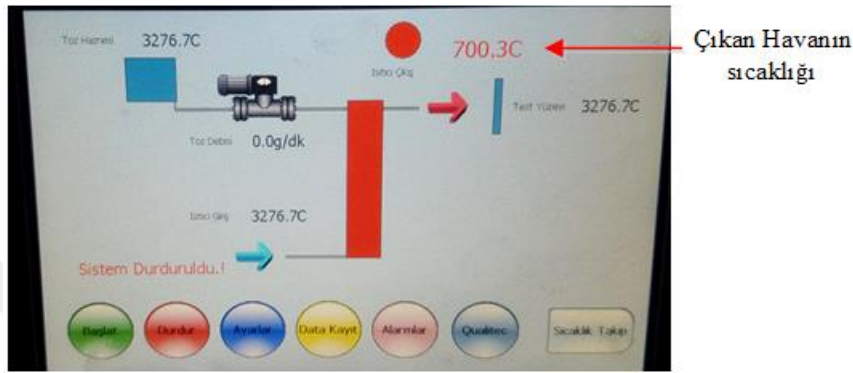 Toz Haznesi 3276.7C
700.3C
Çıkan Havanın
sıcaklığı
Isıtıcı Çıkış
Test Yüzeyi 3276.7C
Toz Debisi 0.0g/dk
Isıtıcı Giriş 3276.7C
Sistem Durduruldu.!
Başlat Durdur Ayarlar Data Kayıt Alarmlar Qualitec Sıcaklık Takip